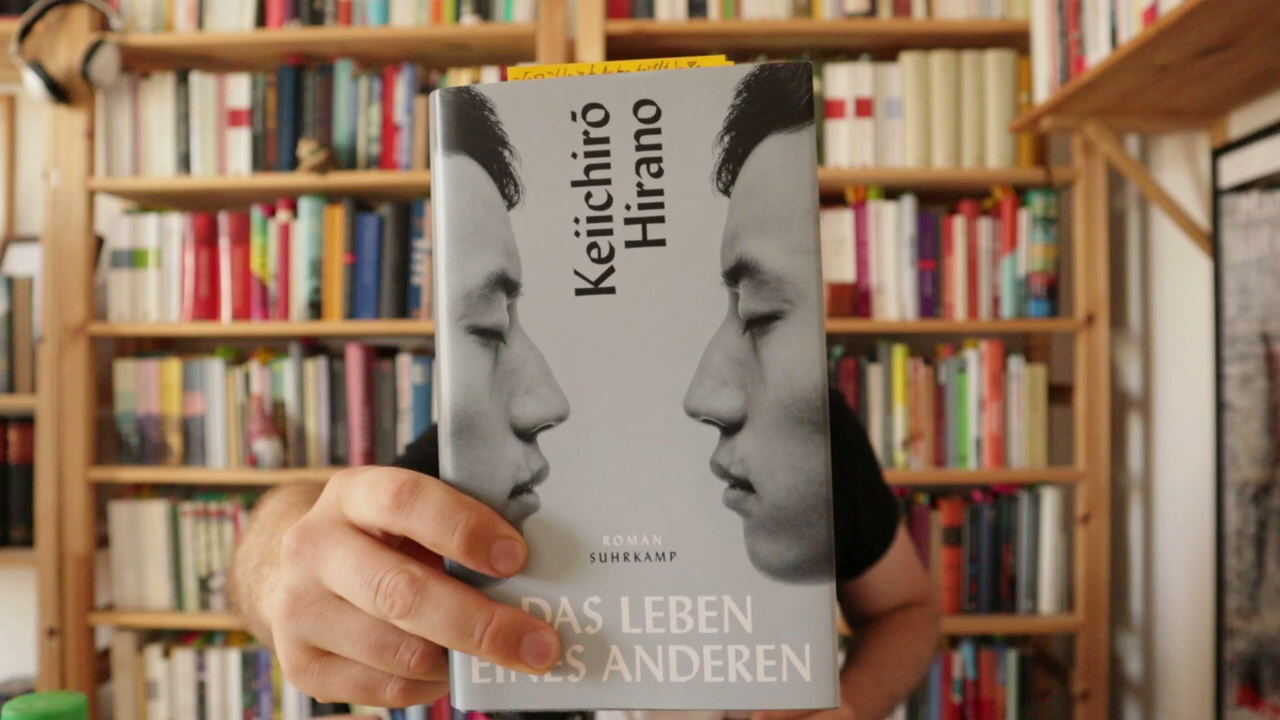 Keiichirō
Hirano
ROMAN
SUHRKAMP
DAS LEBEN
EINES ANDEREN